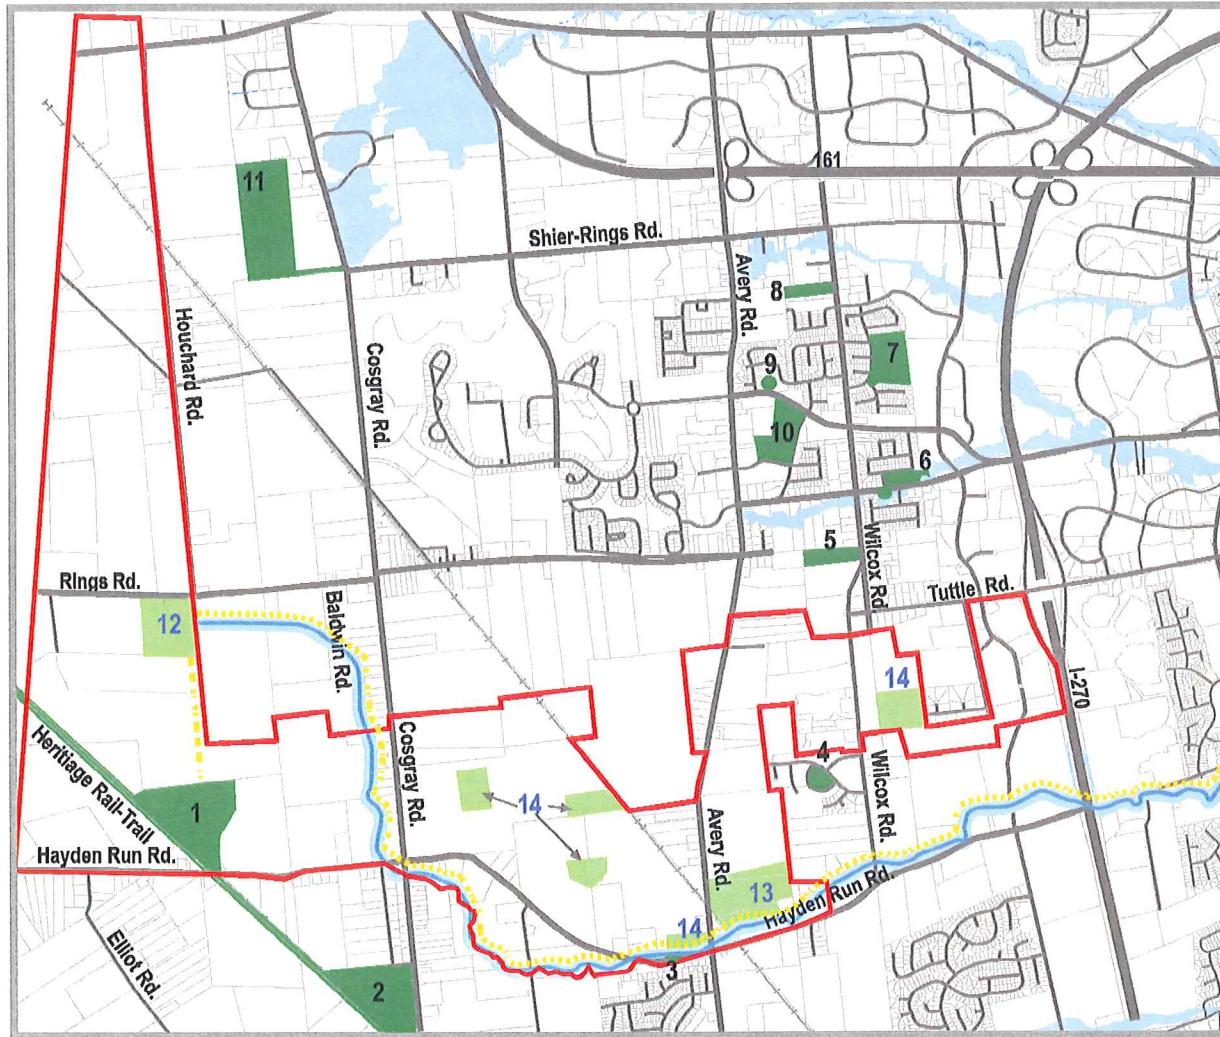 161
11
Shier-Rings Rd.
Avery Rd.
8
Houchard Rd.
Cosgray Rd.
7
9
10
6
5
Wilcox Rd.
Rings Rd.
Tuttle Rd.
12
Baldwin Rd.
14
I-270
Heritiage Rail-Trail
Cosgray Rd.
4
Wilcox Rd.
14
1
Avery Rd.
Hayden Run Rd.
13
Hayden Run Rd.
14
Elliot Rd.
3
2